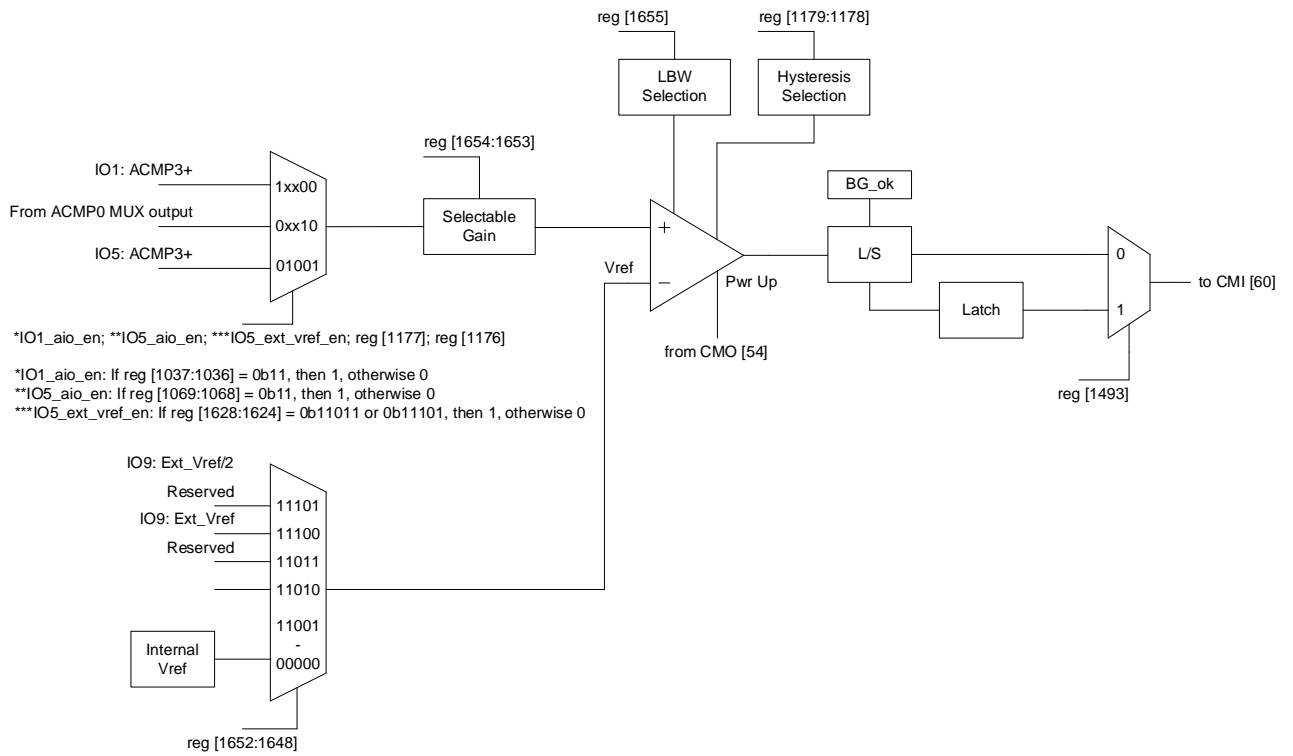 reg [1655]
reg [1179:1178]
LBW
Selection
Hysteresis
Selection
reg [1654:1653]
IO1: ACMP3+
1xx00
From ACMP0 MUX output
0xx10
IO5: ACMP3+
01001
Selectable
Gain
BG_ok
+
L/S
0
Vref
−
Pwr Up
to CMI [60]
Latch
1
*IO1_aio_en; **IO5_aio_en; ***IO5_ext_vref_en; reg [1177]; reg [1176]
from CMO [54]
*IO1_aio_en: If reg [1037:1036] = 0b11, then 1, otherwise 0
**IO5_aio_en: If reg [1069:1068] = 0b11, then 1, otherwise 0
***IO5_ext_vref_en: If reg [1628:1624] = 0b11011 or 0b11101, then 1, otherwise 0
reg [1493]
IO9: Ext_Vref/2
Reserved
11101
IO9: Ext_Vref
11100
Reserved
11011
11010
11001
-
00000
Internal
Vref
reg [1652:1648]